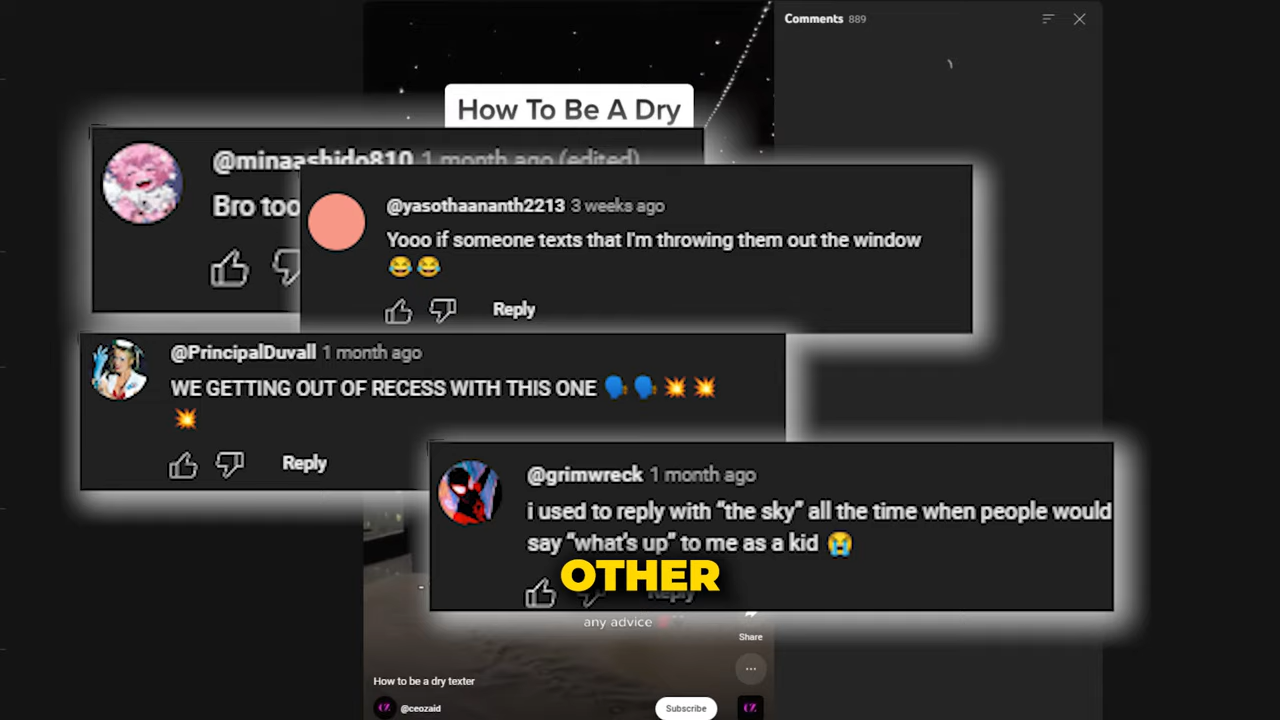 Comments 889
How To Be A Dry
@minaashido810 1 month ago (edited)
Bro too
@yasothaananth2213 3 weeks ago
Yooo if someone texts that I'm throwing them out the window
😂😂
Reply
@PrincipalDuvall 1 month ago
WE GETTING OUT OF RECESS WITH THIS ONE 🗣️🗣️💥💥
💥
Reply
@grimwreck 1 month ago
i used to reply with “the sky” all the time when people would
say “what's up” to me as a kid 😭
OTHER
Reply
any advice
Share
How to be a dry texter
@ceozaid
Subscribe